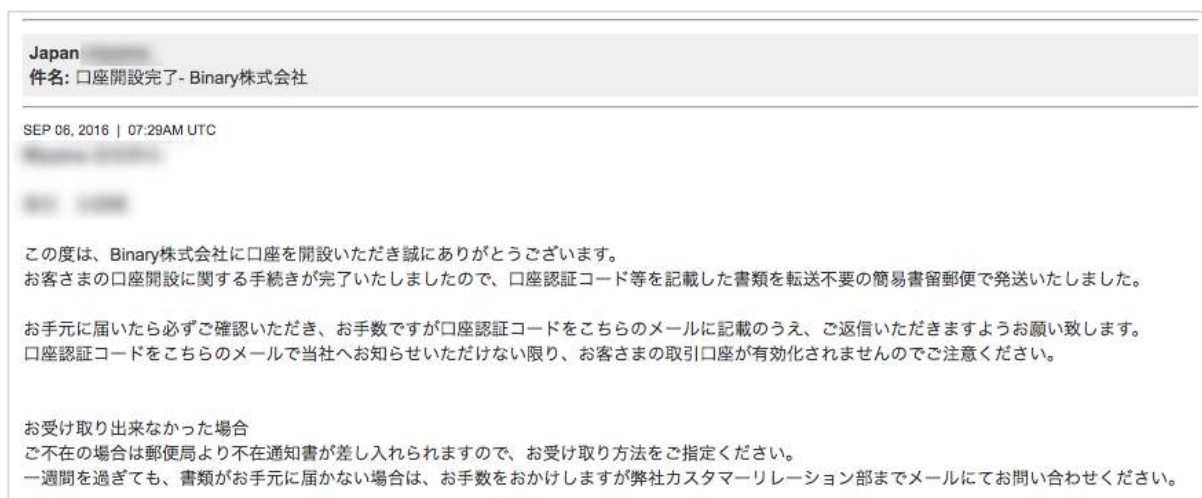 Japan
件名: 口座開設完了- Binary株式会社
SEP 06, 2016 | 07:29AM UTC
この度は、Binary株式会社に口座を開設いただき誠にありがとうございます。
お客さまの口座開設に関する手続きが完了いたしましたので、口座認証コード等を記載した書類を転送不要の簡易書留郵便で発送いたしました。
お手元に届いたら必ずご確認いただき、お手数ですが口座認証コードをこちらのメールに記載のうえ、ご返信いただきますようお願い致します。
口座認証コードをこちらのメールで当社へお知らせいただけない限り、お客さまの取引口座が有効化されませんのでご注意ください。
お受け取り出来なかった場合
ご不在の場合は郵便局より不在通知書が差し入れられますので、お受け取り方法をご指定ください。
一週間を過ぎても、書類がお手元に届かない場合は、お手数をおかけしますが弊社カスタマーリレーション部までメールにてお問い合わせください。